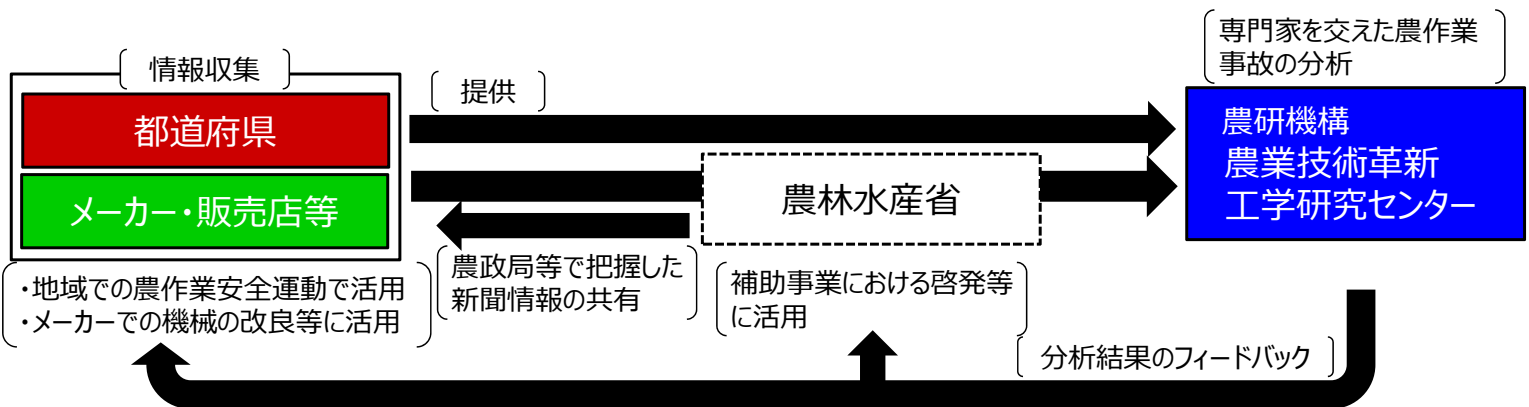 情報収集
都道府県
メーカー・販売店等
・地域での農作業安全運動で活用
・メーカーでの機械の改良等に活用
提供
農林水産省
農政局等で把握した
新聞情報の共有
補助事業における啓発等
に活用
専門家を交えた農作業
事故の分析
農研機構
農業技術革新
工学研究センター
分析結果のフィードバック